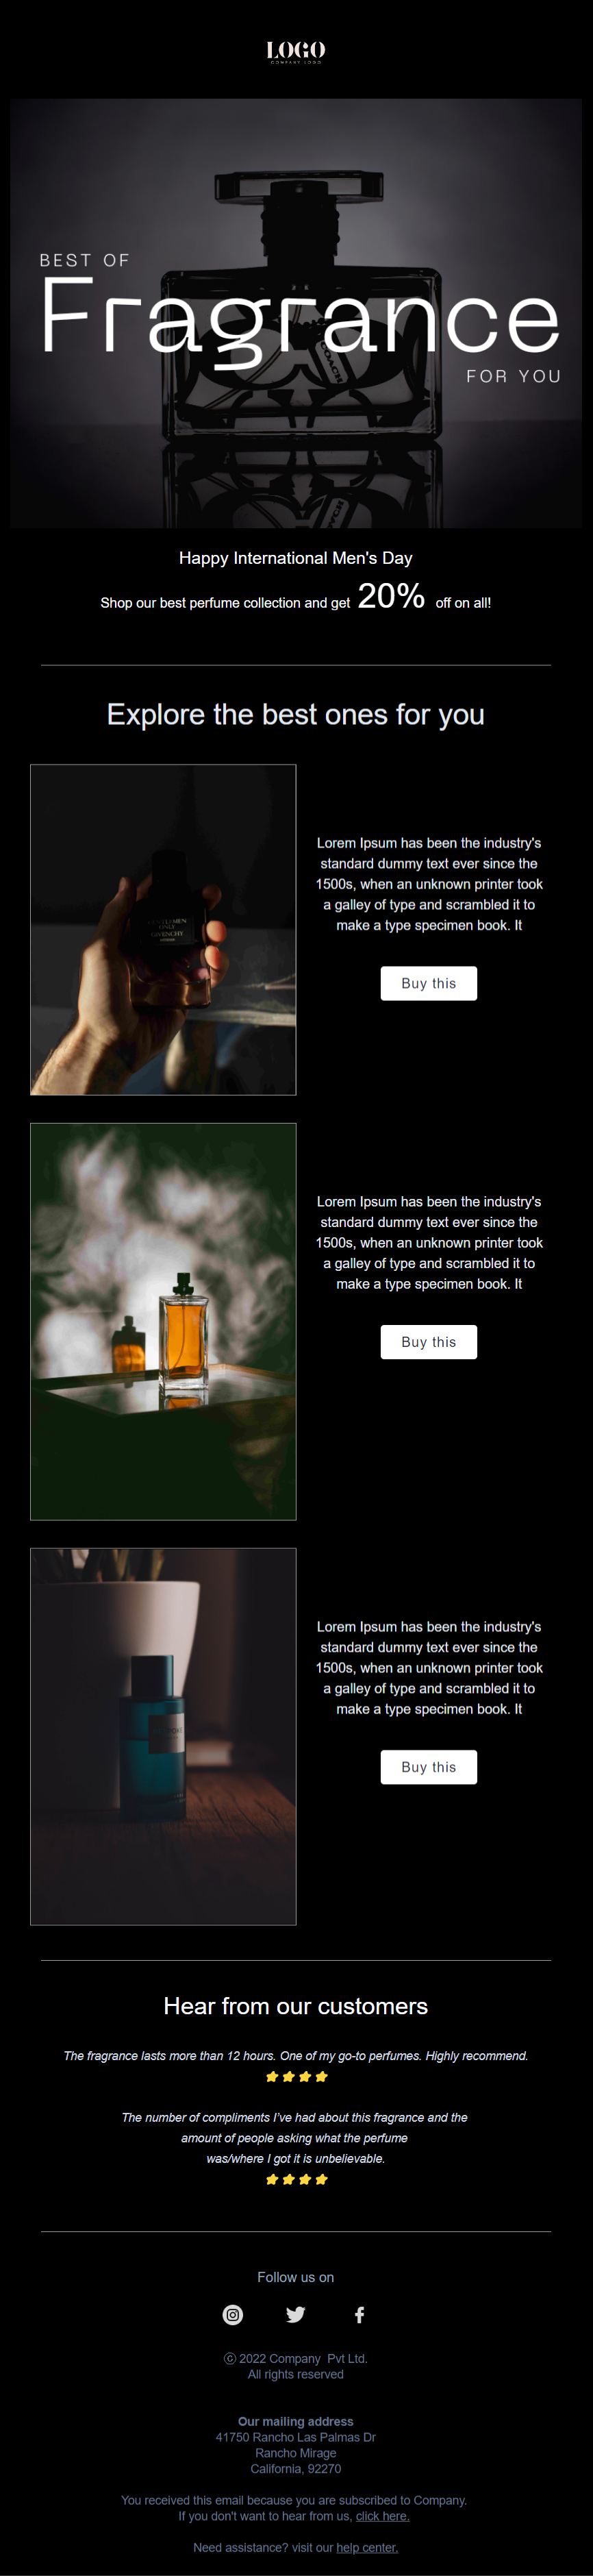 LOGO
COMPANY LOGO
BEST OF
Fragrance
FOR YOU
COACH
Happy International Men's Day
Shop our best perfume collection and get 20% off on all!
Explore the best ones for you
GENTLEMEN
ONLY
GIVENCHY
Lorem Ipsum has been the industry's
standard dummy text ever since the
1500s, when an unknown printer took
a galley of type and scrambled it to
make a type specimen book. It
Buy this
Lorem Ipsum has been the industry's
standard dummy text ever since the
1500s, when an unknown printer took
a galley of type and scrambled it to
make a type specimen book. It
Buy this
Lorem Ipsum has been the industry's
standard dummy text ever since the
1500s, when an unknown printer took
a galley of type and scrambled it to
make a type specimen book. It
Buy this
Hear from our customers
The fragrance lasts more than 12 hours. One of my go-to perfumes. Highly recommend.
The number of compliments I've had about this fragrance and the
amount of people asking what the perfume
was/where I got it is unbelievable.
Follow us on
© 2022 Company Pvt Ltd.
All rights reserved
Our mailing address
41750 Rancho Las Palmas Dr
Rancho Mirage
California, 92270
You received this email because you are subscribed to Company.
If you don't want to hear from us, click here.
Need assistance? visit our help center.